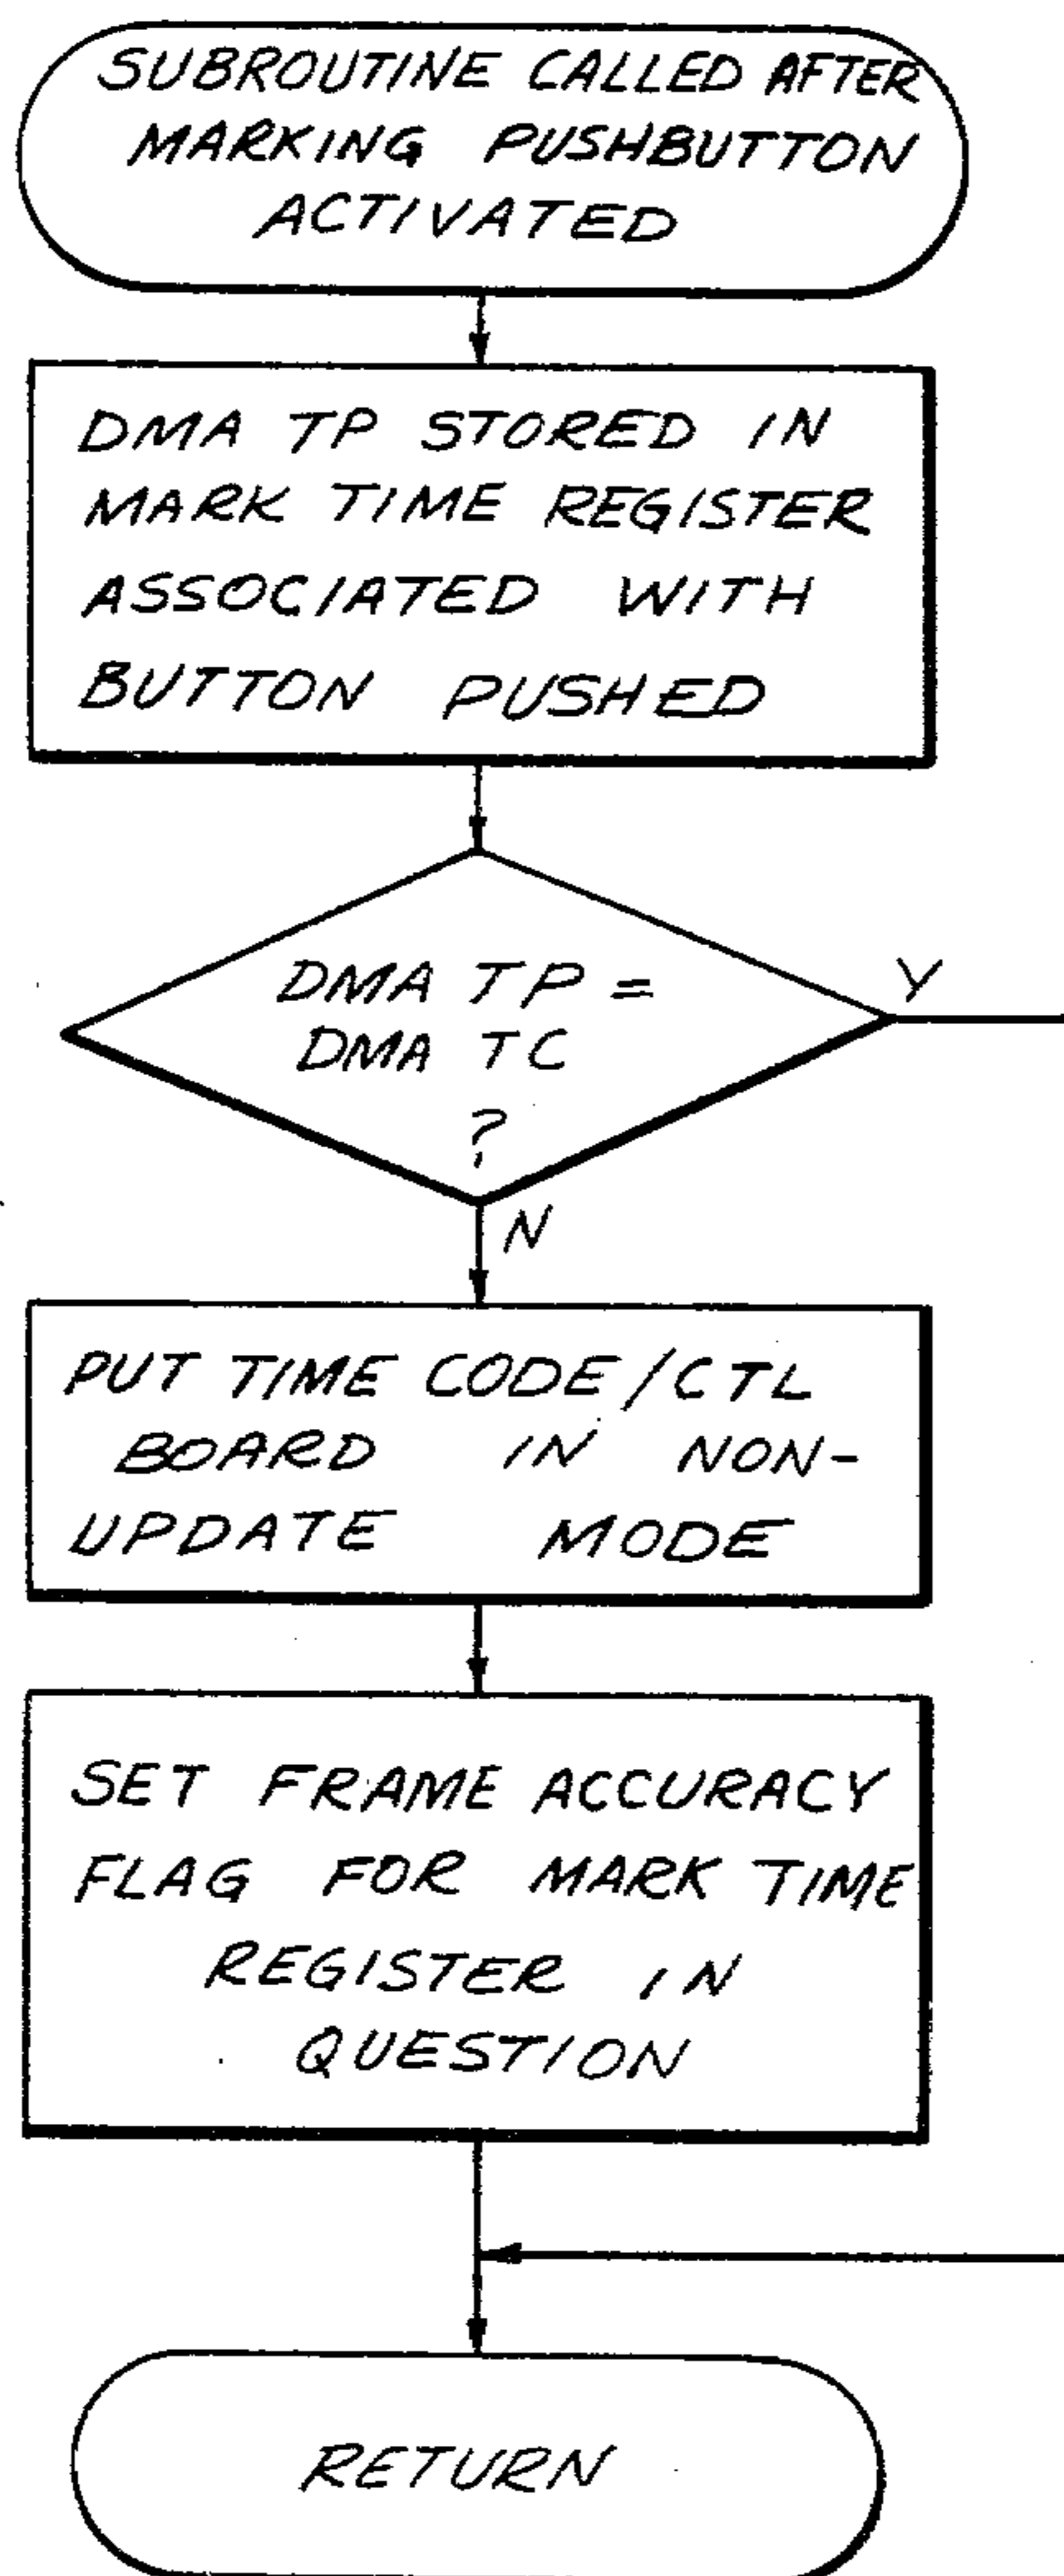 SUBROUTINE CALLED AFTER
MARKING PUSHBUTTON
ACTIVATED
DMA TP STORED IN
MARK TIME REGISTER
ASSOCIATED WITH
BUTTON PUSHED
DMA TP =
DMA TC
?
Y
N
PUT TIME CODE/CTL
BOARD IN NON-
UPDATE MODE
SET FRAME ACCURACY
FLAG FOR MARK TIME
REGISTER IN
QUESTION
RETURN